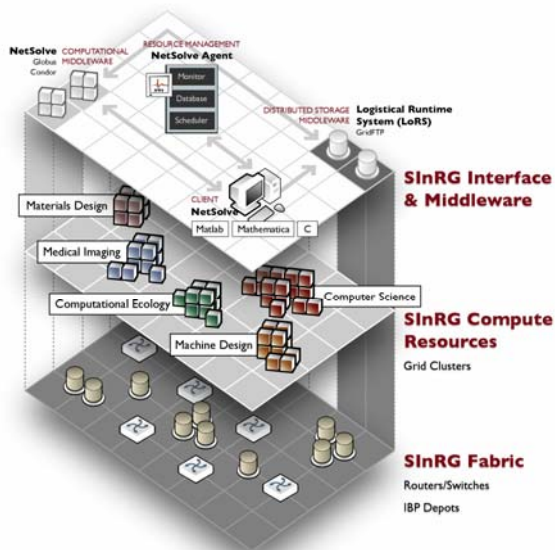 NetSolve
Globus
Condor
COMPUTATIONAL
MIDDLEWARE
RESOURCE MANAGEMENT
NetSolve Agent
Monitor
Database
Scheduler
DISTRIBUTED STORAGE
MIDDLEWARE
Logistical Runtime
System (LoRS)
GridFTP
CLIENT
NetSolve
Matlab
Mathematica
C
SInRG Interface
& Middleware
Materials Design
Medical Imaging
Computational Ecology
Computer Science
Machine Design
SInRG Compute
Resources
Grid Clusters
SInRG Fabric
Routers/Switches
IBP Depots